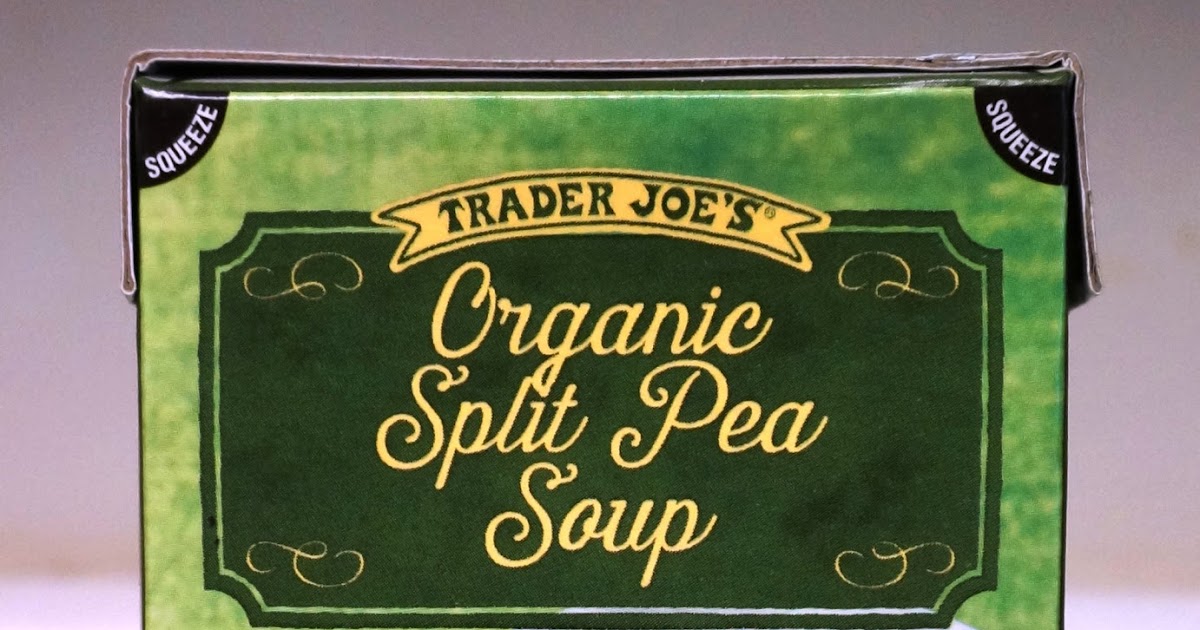 SQUEEZE
SQUEEZE
TRADER JOE'S®
Organic
Split Pea
Soup